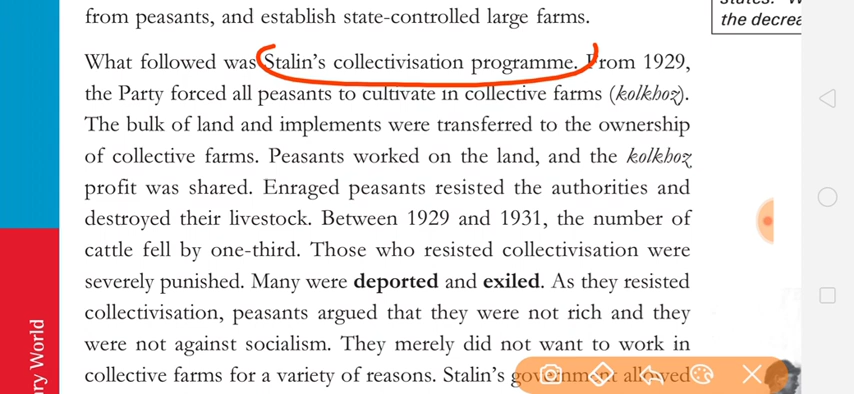 from peasants, and establish state-controlled large farms.
the decrea
What followed was Stalin's collectivisation programme. From 1929,
the Party forced all peasants to cultivate in collective farms (kolkhoz).
The bulk of land and implements were transferred to the ownership
of collective farms. Peasants worked on the land, and the kolkhoz
profit was shared. Enraged peasants resisted the authorities and
destroyed their livestock. Between 1929 and 1931, the number of
cattle fell by one-third. Those who resisted collectivisation were
severely punished. Many were deported and exiled. As they resisted
collectivisation, peasants argued that they were not rich and they
were not against socialism. They merely did not want to work in
collective farms for a variety of reasons. Stalin's government allowed
ry World